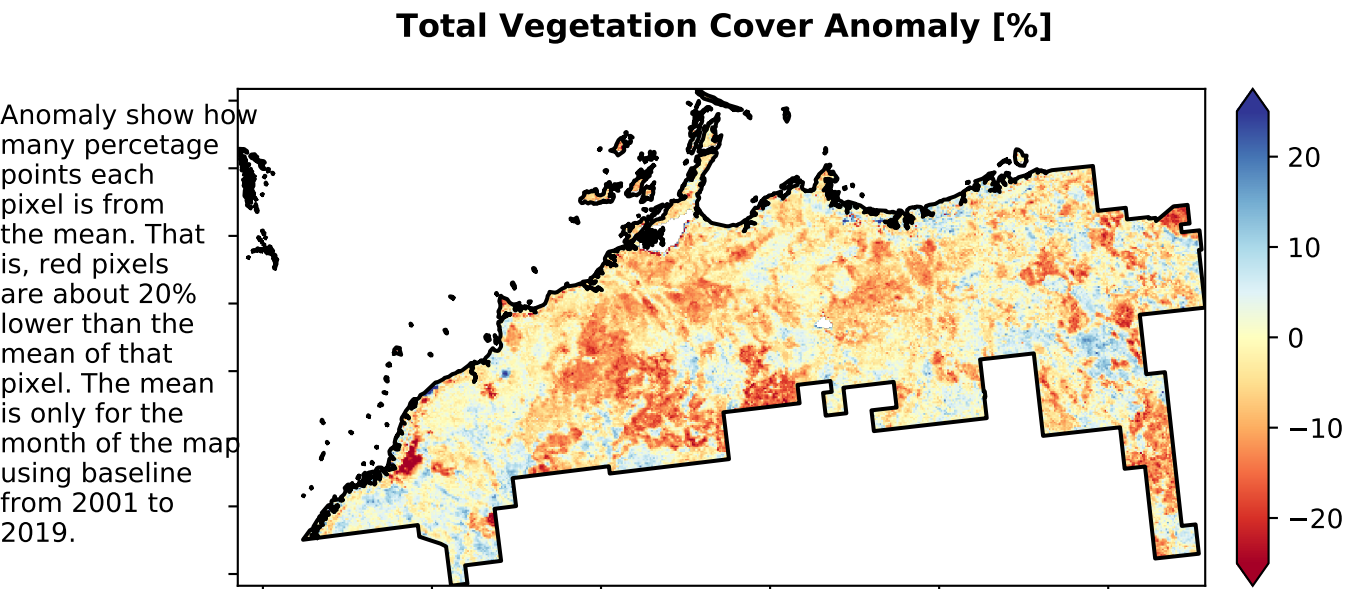 Total Vegetation Cover Anomaly [%]
Anomaly show how
many percetage
points each
pixel is from
the mean. That
is, red pixels
are about 20%
lower than the
mean of that
pixel. The mean
is only for the
month of the map
using baseline
from 2001 to
2019.
20
10
0
−10
−20